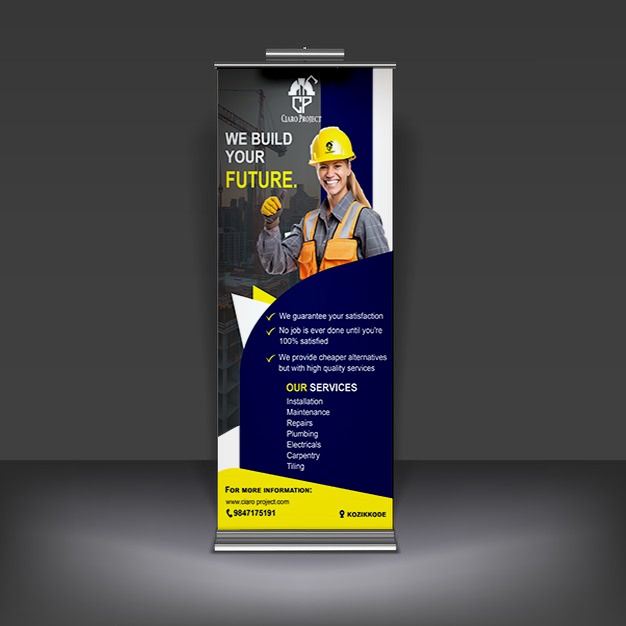 CP
Ciaro Project
WE BUILD
YOUR
FUTURE.
We guarantee your satisfaction
No job is ever done until you're
100% satisfied
We provide cheaper alternatives
but with high quality services
OUR SERVICES
Installation
Maintenance
Repairs
Plumbing
Electricals
Carpentry
Tiling
For more information:
www.ciaro project.com
9847175191
KOZIKKODE